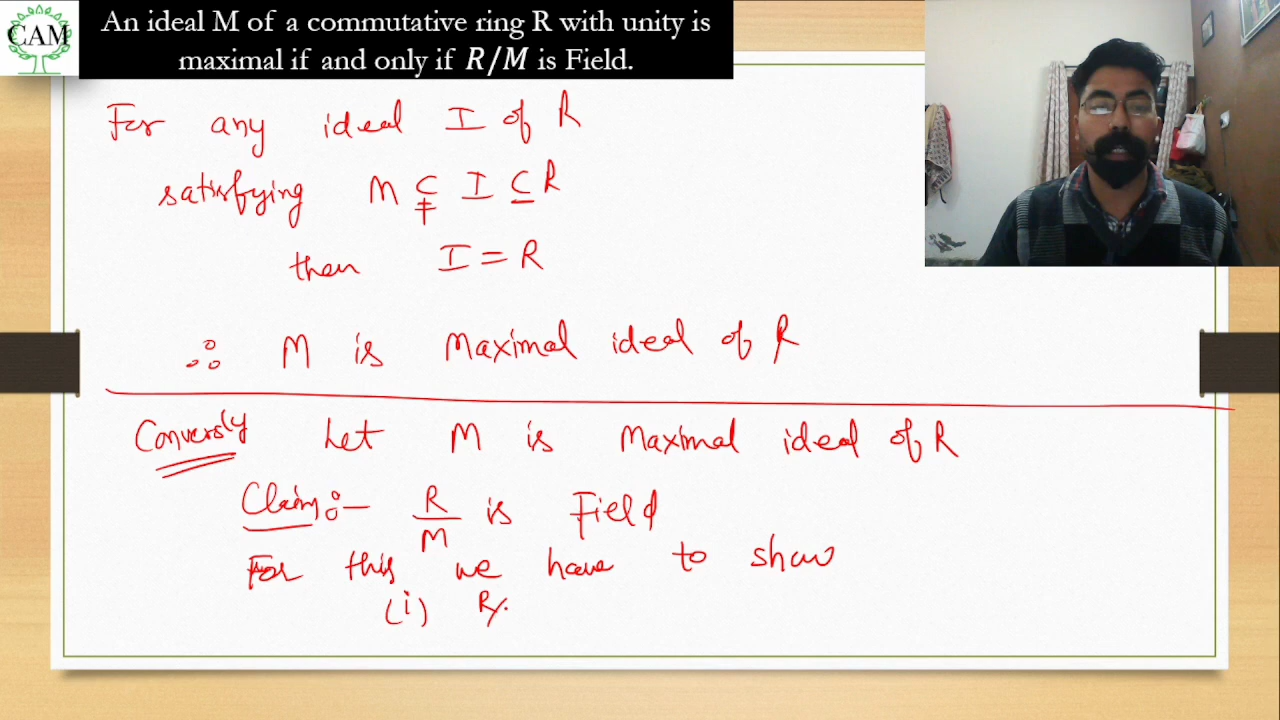 CAM
An ideal M of a commutative ring R with unity is
maximal if and only if R/M is Field.
For any ideal I of R
satisfying M ⊊ I ⊆ R
then I = R
∴ M is Maximal ideal of R
Conversly Let M is Maximal ideal of R
Claim:- R/M is Field
For this we have to show
(i) R/